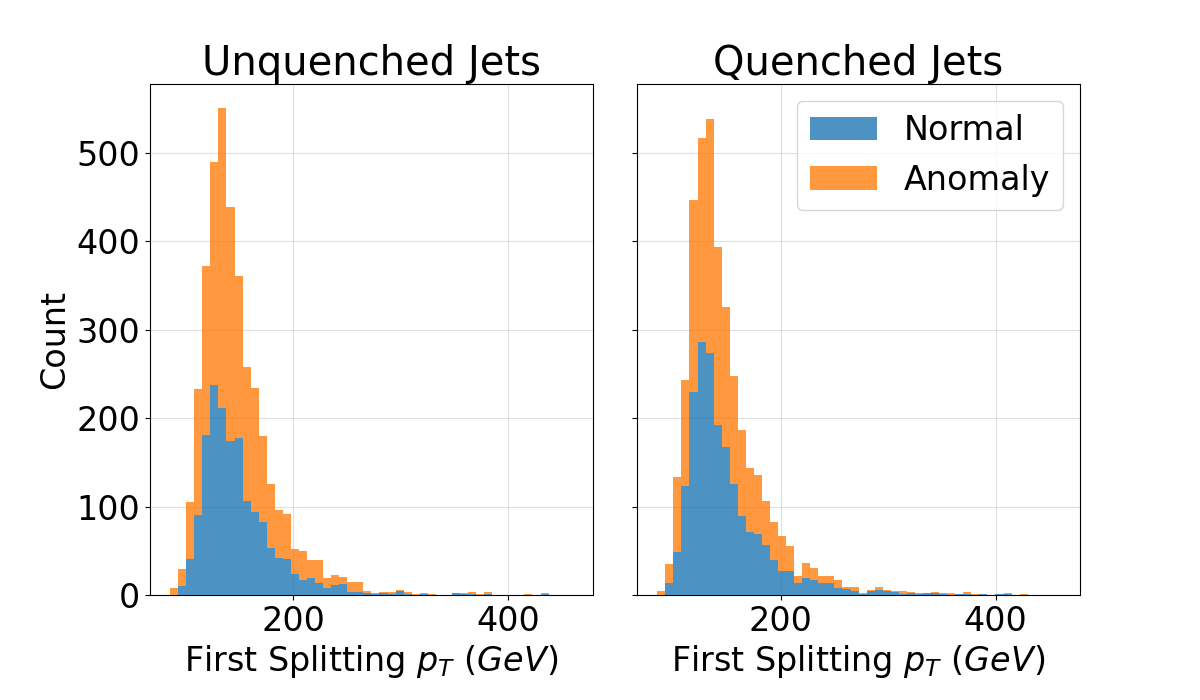 Unquenched Jets
Quenched Jets
Count
0
100
200
300
400
500
200
400
200
400
First Splitting $p_T$ ($GeV$)
First Splitting $p_T$ ($GeV$)
Normal
Anomaly